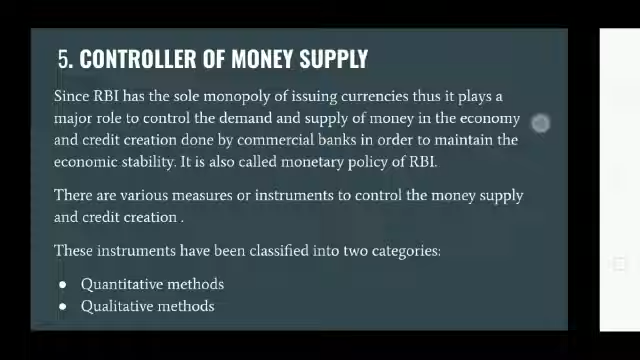 5. CONTROLLER OF MONEY SUPPLY
Since RBI has the sole monopoly of issuing currencies thus it plays a
major role to control the demand and supply of money in the economy
and credit creation done by commercial banks in order to maintain the
economic stability. It is also called monetary policy of RBI.
There are various measures or instruments to control the money supply
and credit creation .
These instruments have been classified into two categories:
● Quantitative methods
● Qualitative methods